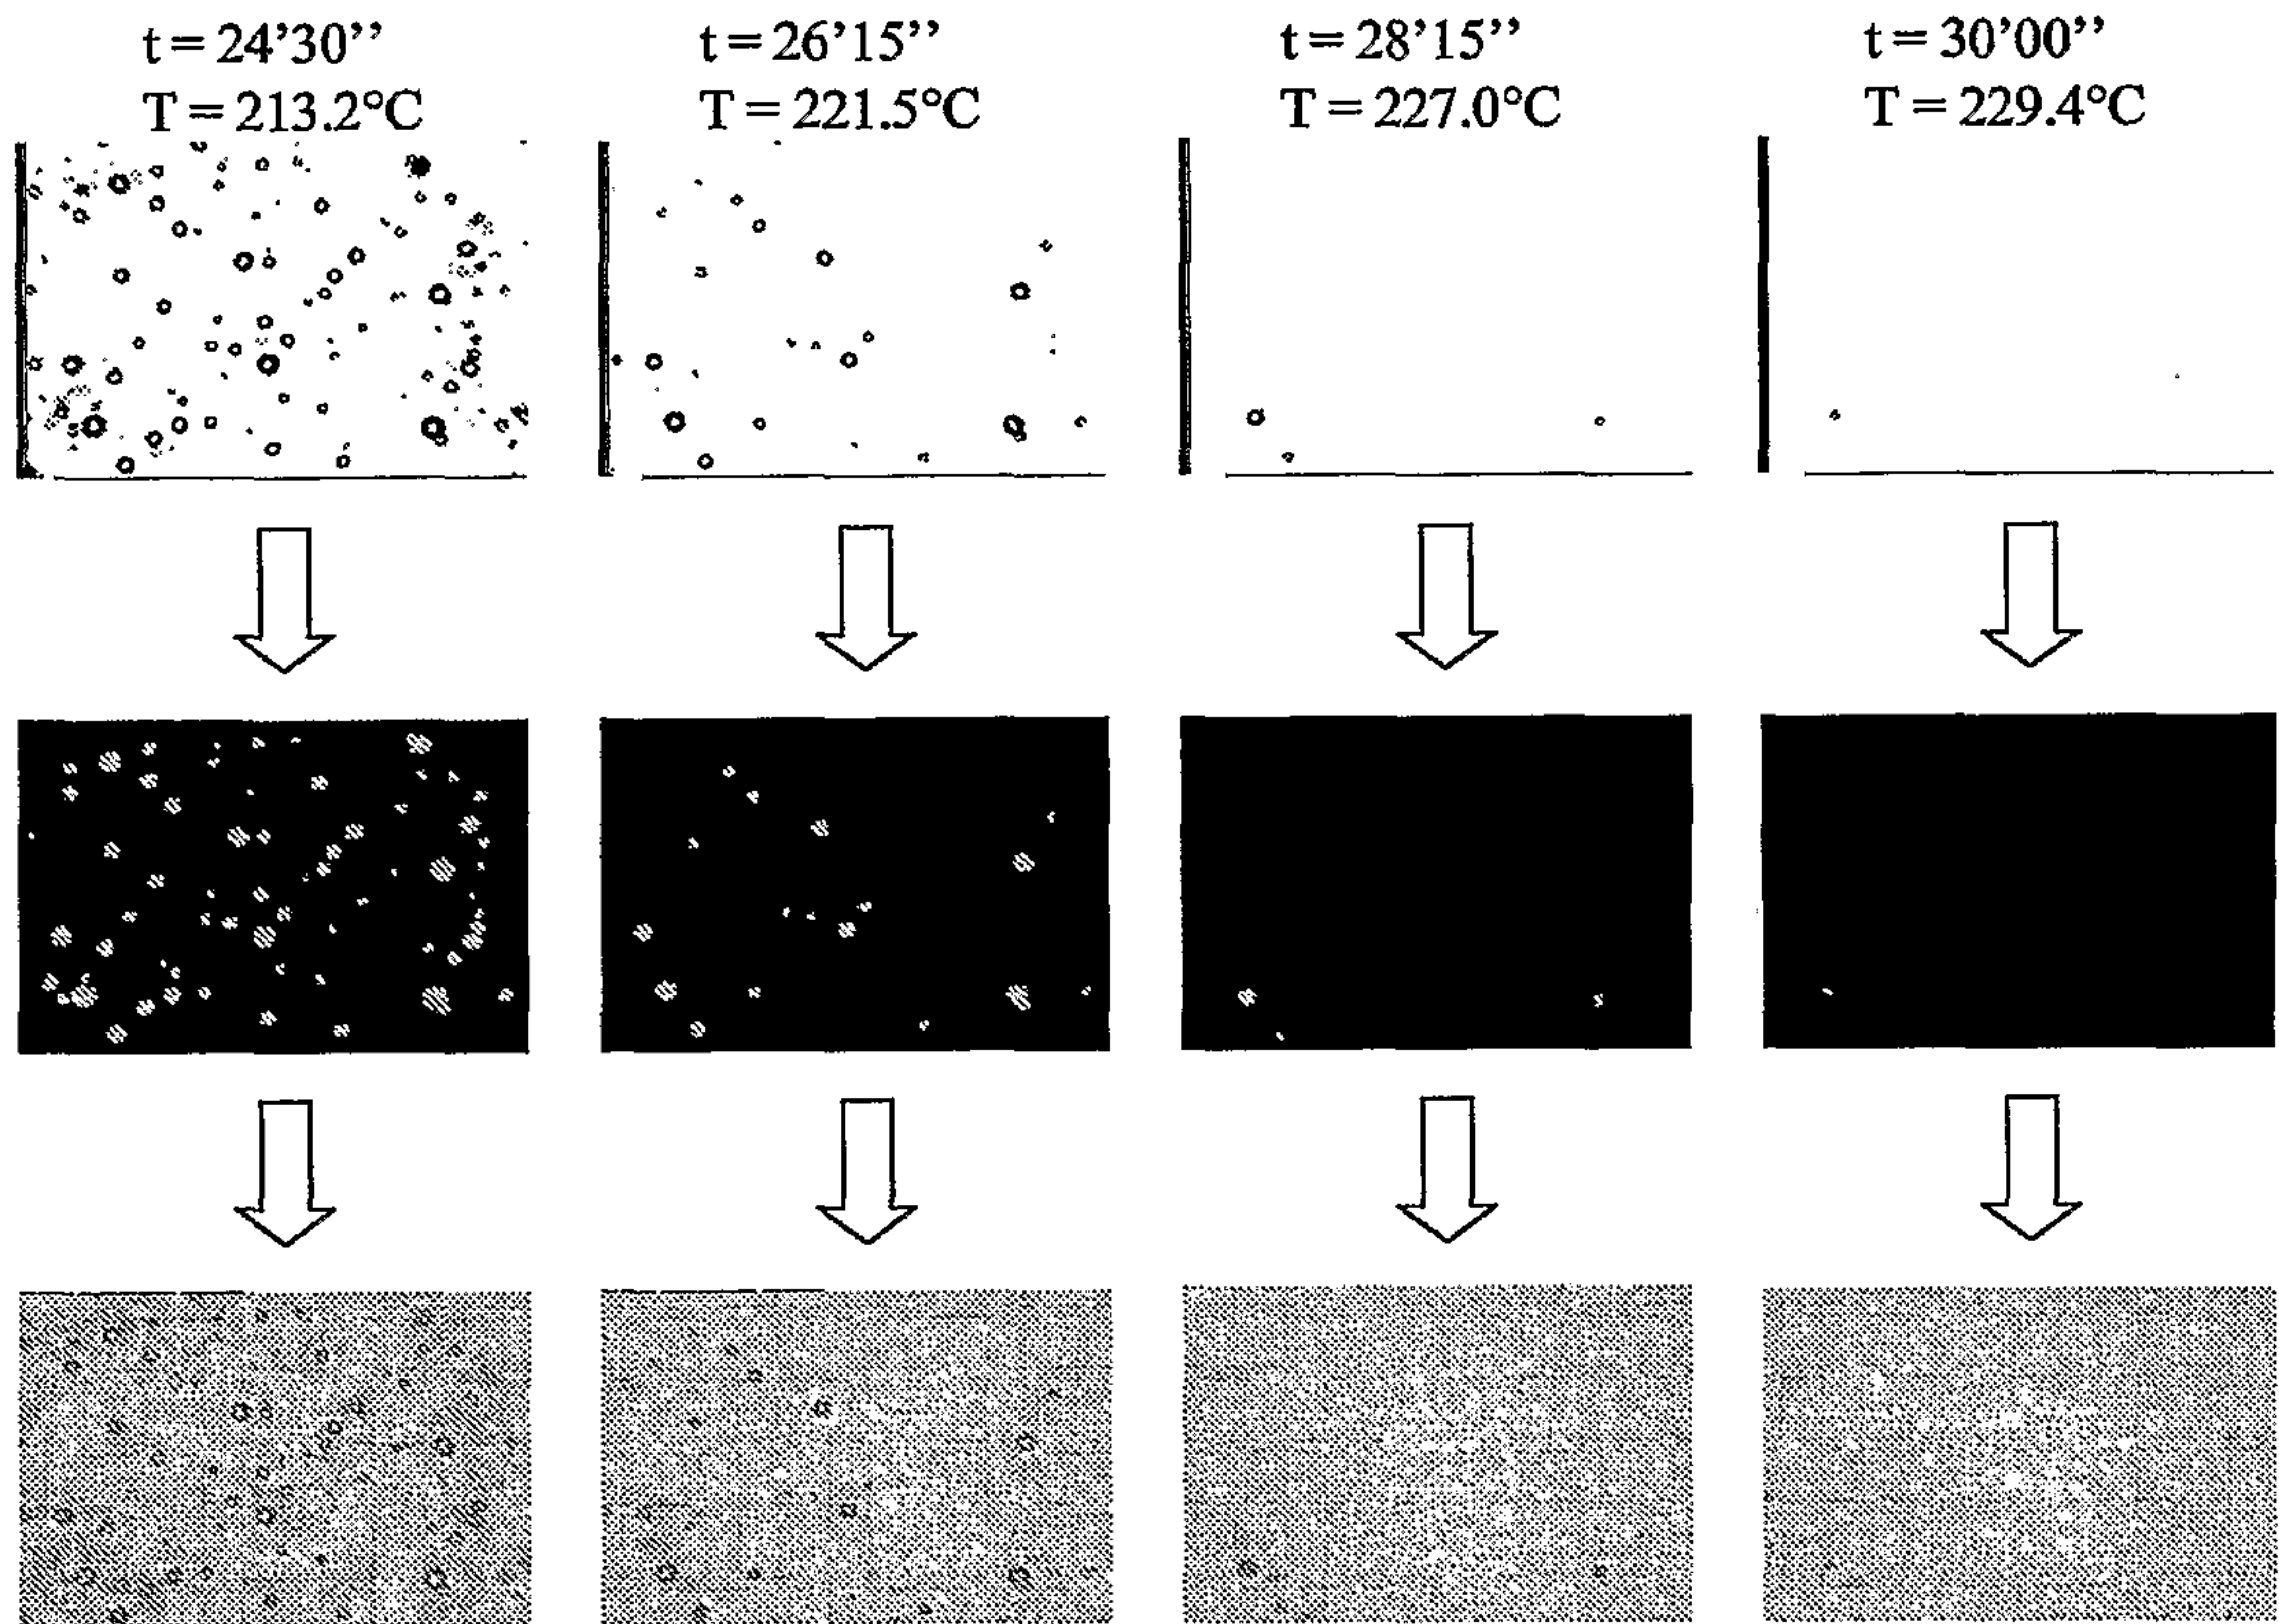 t = 24’30’’
T = 213.2°C
t = 26’15’’
T = 221.5°C
t = 28’15’’
T = 227.0°C
t = 30’00’’
T = 229.4°C